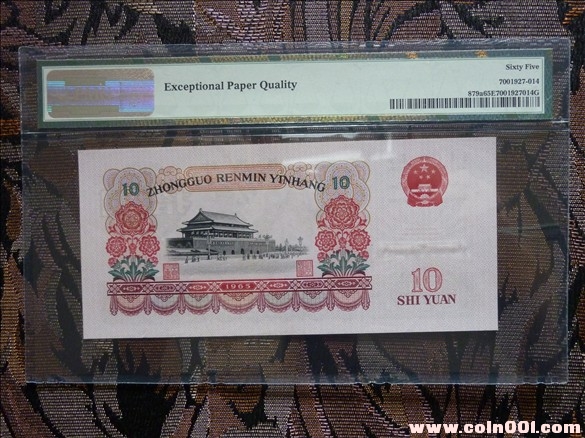 Sixty Five
Exceptional Paper Quality
7001927-014
879a65E7001927014G
ZHONGGUO RENMIN YINHANG
10 10
1965
10
SHI YUAN
www.coin001.com